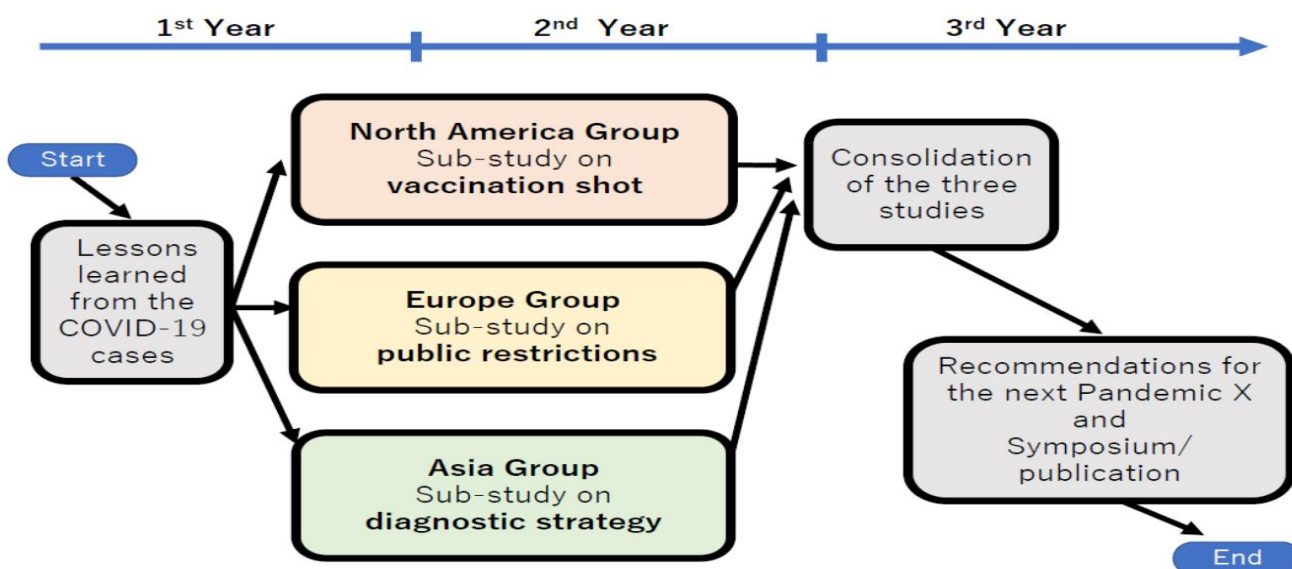 1st Year
2nd Year
3rd Year
Start
Lessons
learned
from the
COVID-19
cases
North America Group
Sub-study on
vaccination shot
Europe Group
Sub-study on
public restrictions
Asia Group
Sub-study on
diagnostic strategy
Consolidation
of the three
studies
Recommendations for
the next Pandemic X
and
Symposium/
publication
End